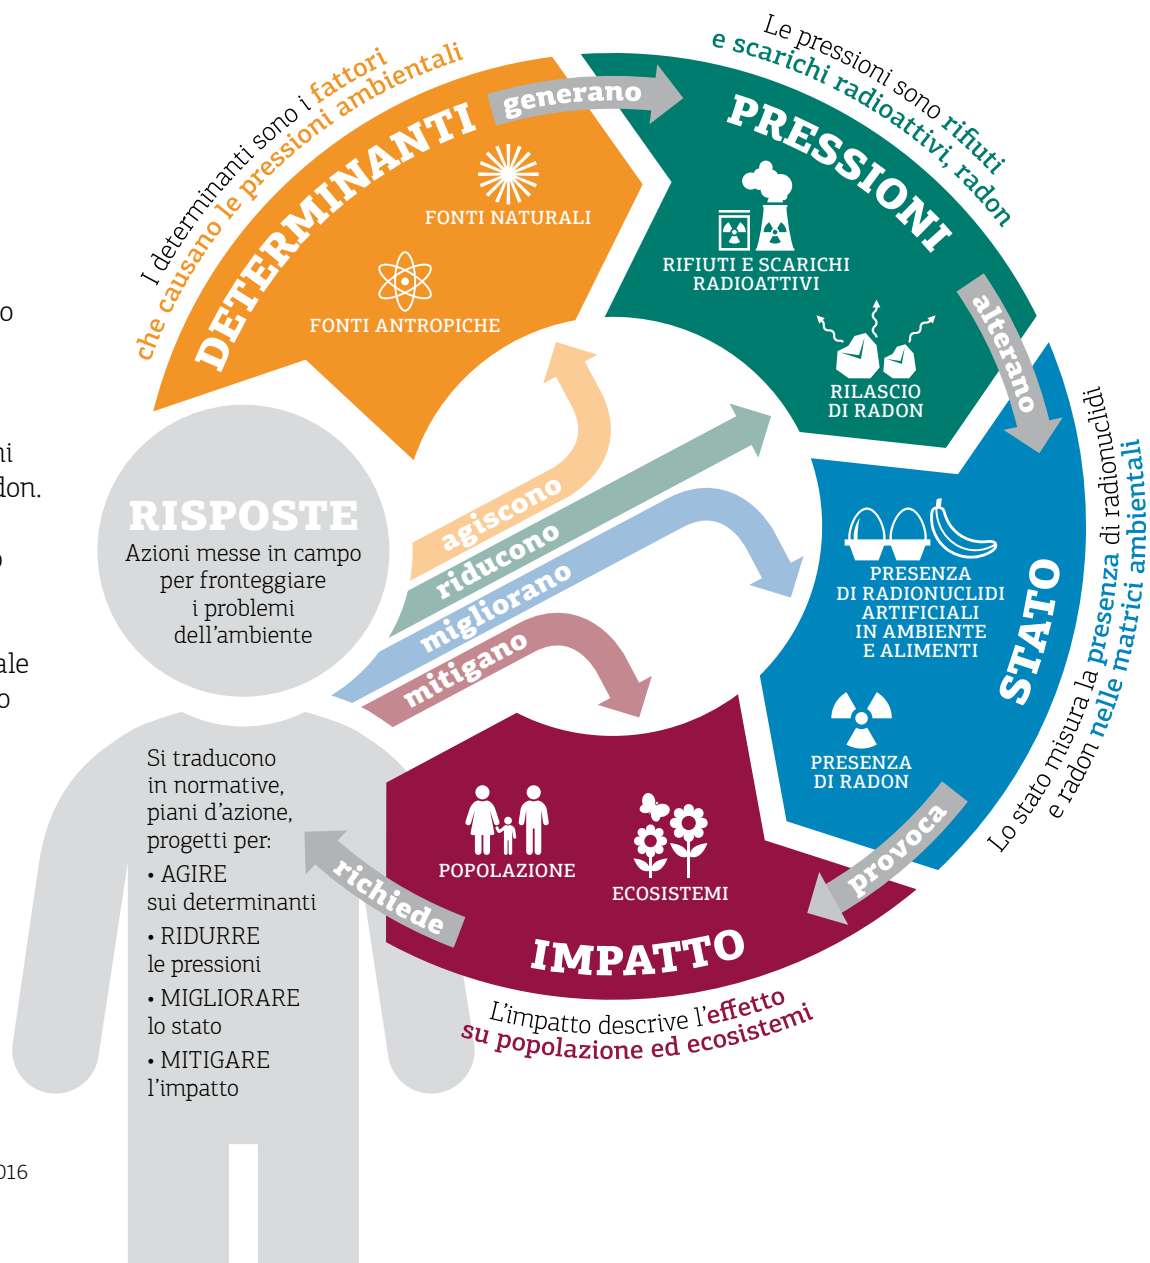 I determinanti sono i fattori
che causano le pressioni ambientali
DETERMINANTI
FONTI NATURALI
FONTI ANTROPICHE
generano
Le pressioni sono rifiuti
e scarichi radioattivi, radon
PRESSIONI
RIFIUTI E SCARICHI
RADIOATTIVI
RILASCIO
DI RADON
alterano
Lo stato misura la presenza di radionuclidi
e radon nelle matrici ambientali
STATO
PRESENZA
DI RADIONUCLIDI
ARTIFICIALI
IN AMBIENTE
E ALIMENTI
PRESENZA
DI RADON
provoca
IMPATTO
POPOLAZIONE
ECOSISTEMI
L'impatto descrive l'effetto
su popolazione ed ecosistemi
richiede
RISPOSTE
Azioni messe in campo
per fronteggiare
i problemi
dell'ambiente
agiscono
riducono
migliorano
mitigano
Si traducono
in normative,
piani d'azione,
progetti per:
• AGIRE
sui determinanti
• RIDURRE
le pressioni
• MIGLIORARE
lo stato
• MITIGARE
l'impatto